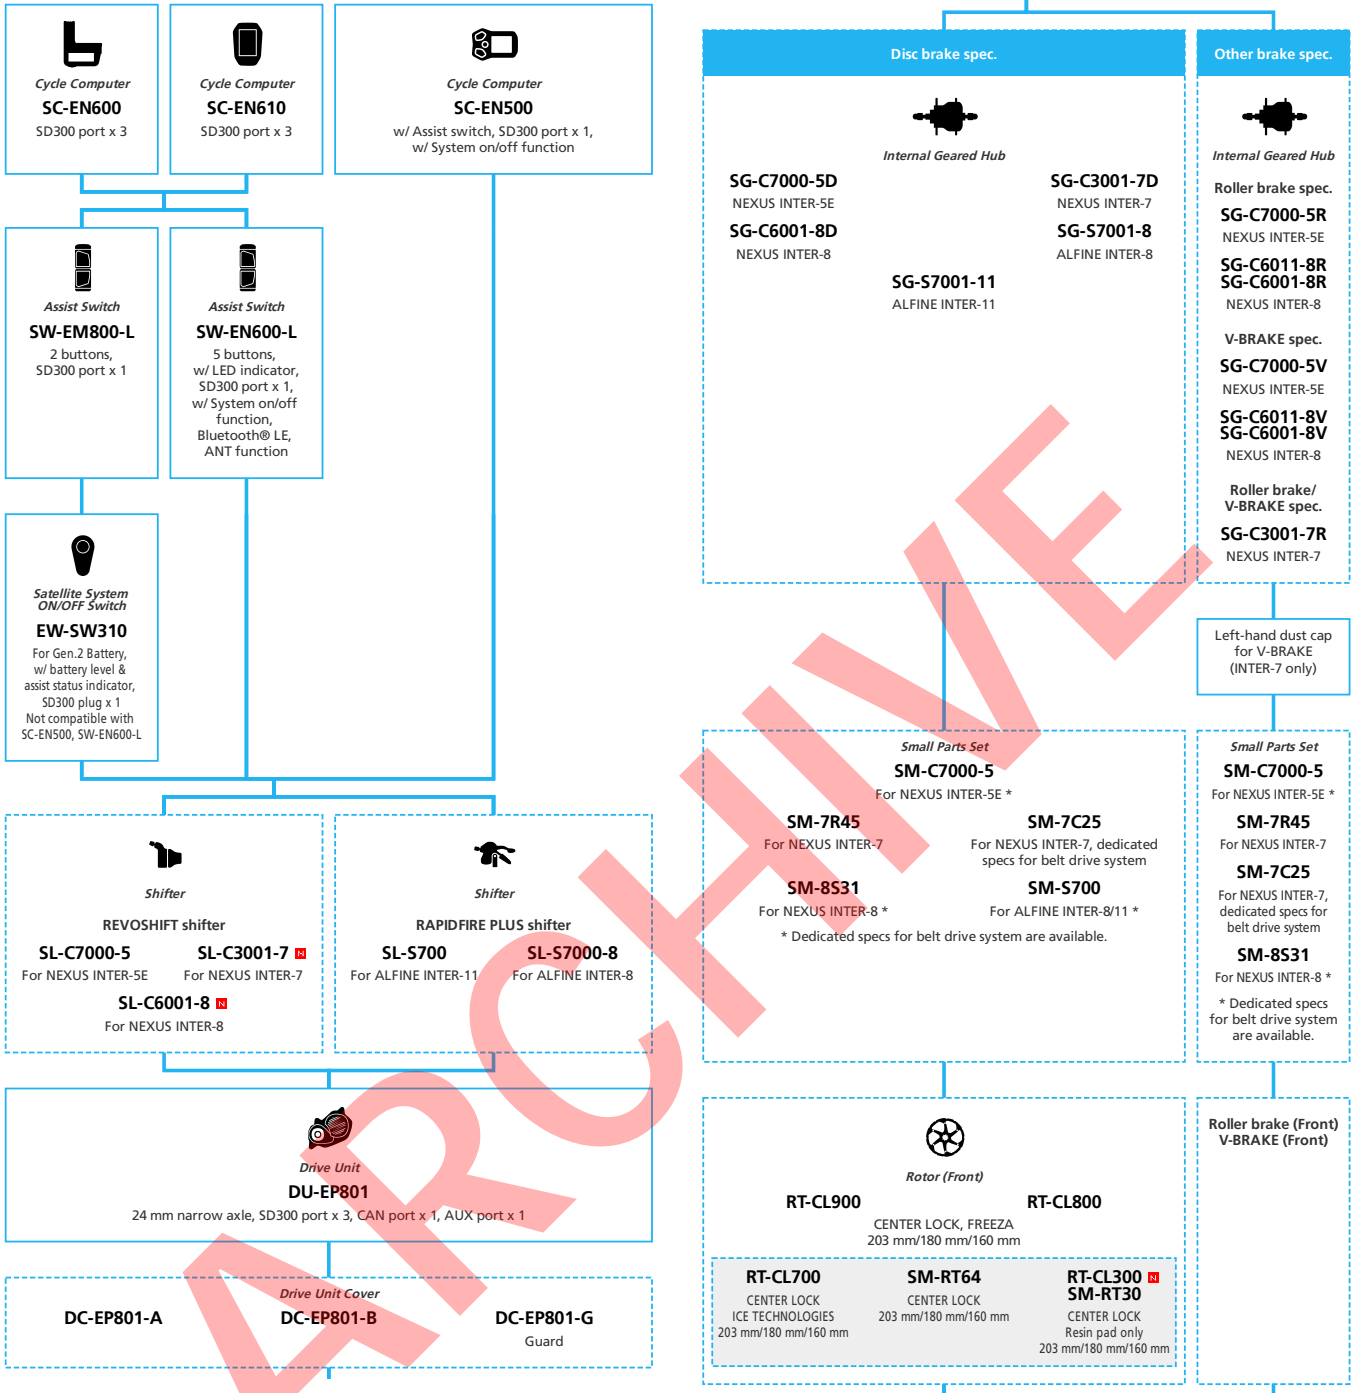 Cycle Computer
SC-EN600
SD300 port x 3
Cycle Computer
SC-EN610
SD300 port x 3
Cycle Computer
SC-EN500
w/ Assist switch, SD300 port x 1,
w/ System on/off function
Assist Switch
SW-EM800-L
2 buttons,
SD300 port x 1
Assist Switch
SW-EN600-L
5 buttons,
w/ LED indicator,
SD300 port x 1,
w/ System on/off
function,
Bluetooth® LE,
ANT function
Satellite System
ON/OFF Switch
EW-SW310
For Gen.2 Battery,
w/ battery level &
assist status indicator,
SD300 plug x 1
Not compatible with
SC-EN500, SW-EN600-L
Shifter
REVOSHIFT shifter
SL-C7000-5
For NEXUS INTER-5E
SL-C3001-7 N
For NEXUS INTER-7
SL-C6001-8 N
For NEXUS INTER-8
Shifter
RAPIDFIRE PLUS shifter
SL-S700
For ALFINE INTER-11
SL-S7000-8
For ALFINE INTER-8
Drive Unit
DU-EP801
24 mm narrow axle, SD300 port x 3, CAN port x 1, AUX port x 1
Drive Unit Cover
DC-EP801-A
DC-EP801-B
DC-EP801-G
Guard
Disc brake spec.
Internal Geared Hub
SG-C7000-5D
NEXUS INTER-5E
SG-C3001-7D
NEXUS INTER-7
SG-C6001-8D
NEXUS INTER-8
SG-S7001-8
ALFINE INTER-8
SG-S7001-11
ALFINE INTER-11
Other brake spec.
Internal Geared Hub
Roller brake spec.
SG-C7000-5R
NEXUS INTER-5E
SG-C6011-8R
SG-C6001-8R
NEXUS INTER-8
V-BRAKE spec.
SG-C7000-5V
NEXUS INTER-5E
SG-C6011-8V
SG-C6001-8V
NEXUS INTER-8
Roller brake/
V-BRAKE spec.
SG-C3001-7R
NEXUS INTER-7
Left-hand dust cap
for V-BRAKE
(INTER-7 only)
Small Parts Set
SM-C7000-5
For NEXUS INTER-5E *
SM-7R45
For NEXUS INTER-7
SM-7C25
For NEXUS INTER-7, dedicated
specs for belt drive system
SM-8S31
For NEXUS INTER-8 *
SM-S700
For ALFINE INTER-8/11 *
* Dedicated specs for belt drive system are available.
Small Parts Set
SM-C7000-5
For NEXUS INTER-5E *
SM-7R45
For NEXUS INTER-7
SM-7C25
For NEXUS INTER-7,
dedicated specs for
belt drive system
SM-8S31
For NEXUS INTER-8 *
* Dedicated specs
for belt drive system
are available.
Rotor (Front)
RT-CL900
RT-CL800
CENTER LOCK, FREEZA
203 mm/180 mm/160 mm
RT-CL700
CENTER LOCK
ICE TECHNOLOGIES
203 mm/180 mm/160 mm
SM-RT64
CENTER LOCK
203 mm/180 mm/160 mm
RT-CL300 N
SM-RT30
CENTER LOCK
Resin pad only
203 mm/180 mm/160 mm
Roller brake (Front)
V-BRAKE (Front)
ARCHIVE